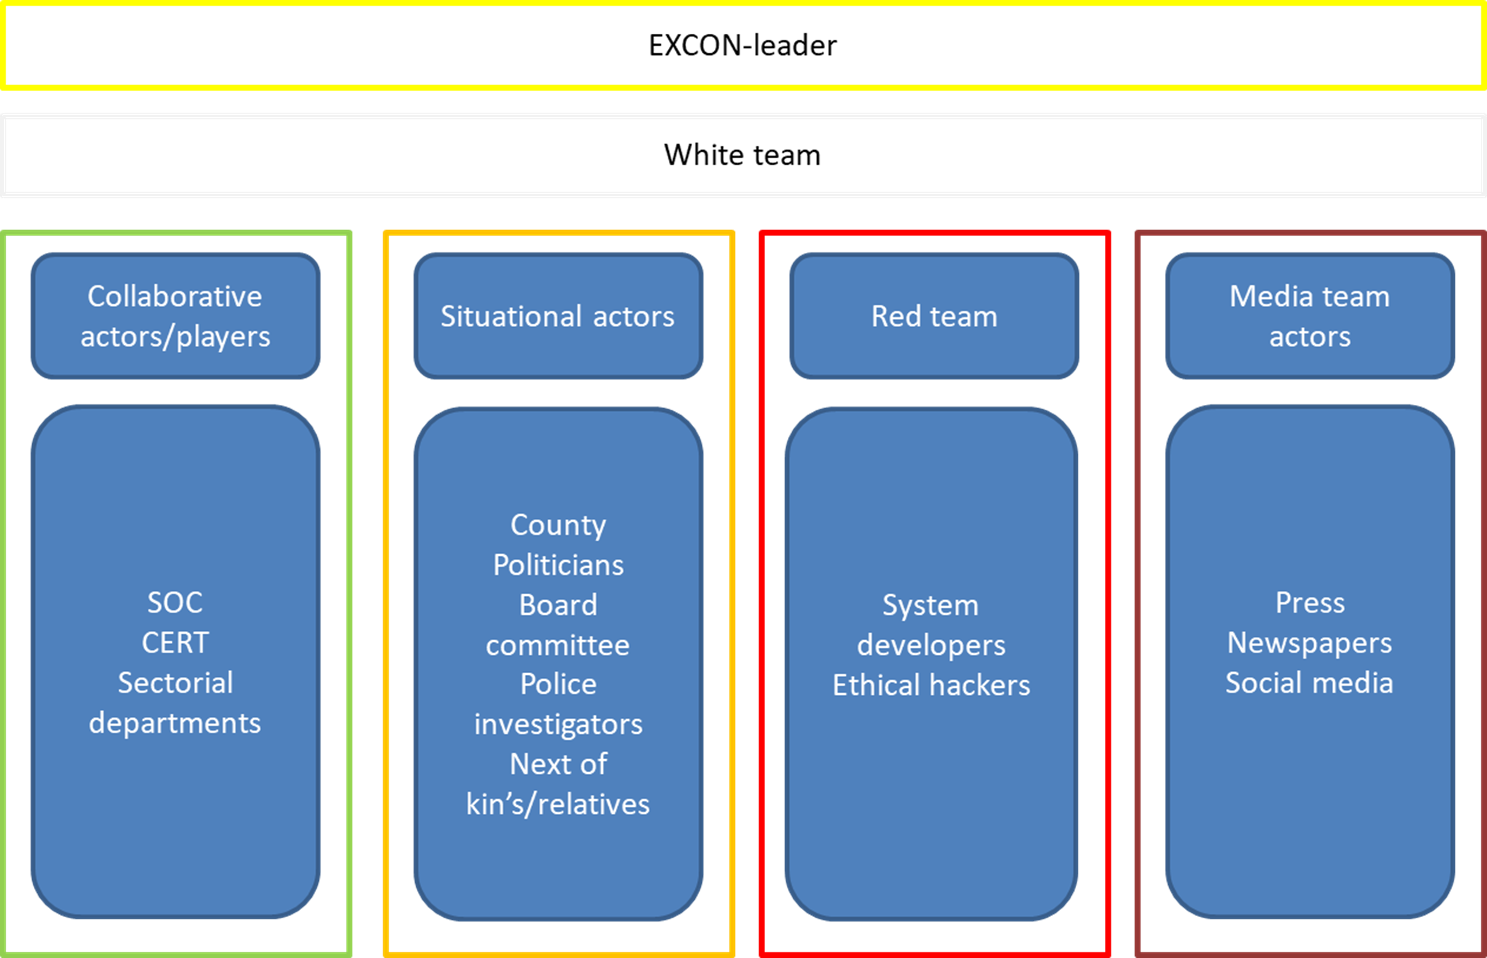 EXCON-leader
White team
Collaborative
actors/players
SOC
CERT
Sectorial
departments
Situational actors
County
Politicians
Board
committee
Police
investigators
Next of
kin’s/relatives
Red team
System
developers
Ethical hackers
Media team
actors
Press
Newspapers
Social media